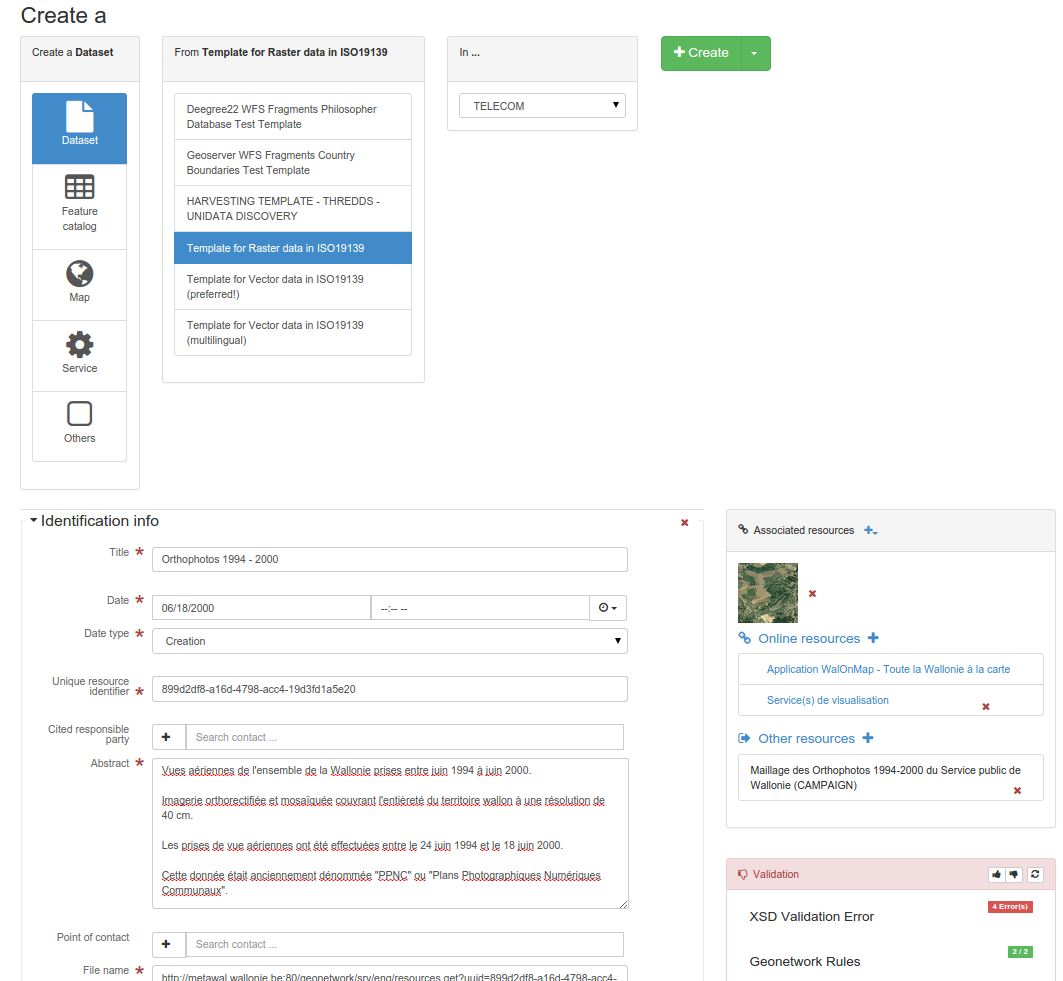 Create a
Create a Dataset
Dataset
Feature
catalog
Map
Service
Others
From Template for Raster data in ISO19139
Deegree22 WFS Fragments Philosopher
Database Test Template
Geoserver WFS Fragments Country
Boundaries Test Template
HARVESTING TEMPLATE - THREDDS -
UNIDATA DISCOVERY
Template for Raster data in ISO19139
Template for Vector data in ISO19139
(preferred!)
Template for Vector data in ISO19139
(multilingual)
In ...
TELECOM
Create
Identification info
Title * Orthophotos 1994 - 2000
Date * 06/18/2000 --:-- --
Date type * Creation
Unique resource
identifier * 899d2df8-a16d-4798-acc4-19d3fd1a5e20
Cited responsible
party
Search contact ...
Abstract * Vues aériennes de l'ensemble de la Wallonie prises entre juin 1994 à juin 2000.
Imagerie orthorectifiée et mosaïquée couvrant l'entièreté du territoire wallon à une résolution de
40 cm.
Les prises de vue aériennes ont été effectuées entre le 24 juin 1994 et le 18 juin 2000.
Cette donnée était anciennement dénommée "PPNC" ou "Plans Photographiques Numériques
Communaux".
Point of contact Search contact ...
File name * http://metawal.wallonie.be:80/geonetwork/srv/eng/resources.get?uuid=899d2df8-a16d-4798-acc4-
Associated resources
Online resources
Application WalOnMap - Toute la Wallonie à la carte
Service(s) de visualisation
Other resources
Maillage des Orthophotos 1994-2000 du Service public de
Wallonie (CAMPAIGN)
Validation
4 Error(s)
XSD Validation Error
2 / 2
Geonetwork Rules